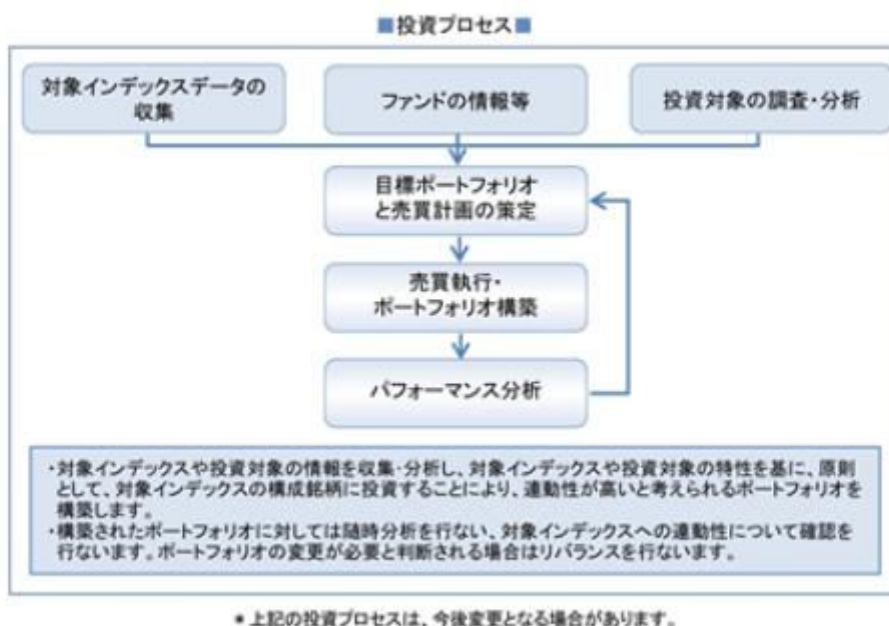 ■投資プロセス■
対象インデックスデータの
収集
ファンドの情報等
投資対象の調査・分析
目標ポートフォリオ
と売買計画の策定
売買執行・
ポートフォリオ構築
パフォーマンス分析
・対象インデックスや投資対象の情報を収集・分析し、対象インデックスや投資対象の特性を基に、原則
として、対象インデックスの構成銘柄に投資することにより、連動性が高いと考えられるポートフォリオを
構築します。
・構築されたポートフォリオに対しては随時分析を行ない、対象インデックスへの連動性について確認を
行ないます。ポートフォリオの変更が必要と判断される場合はリバランスを行ないます。
* 上記の投資プロセスは、今後変更となる場合があります。